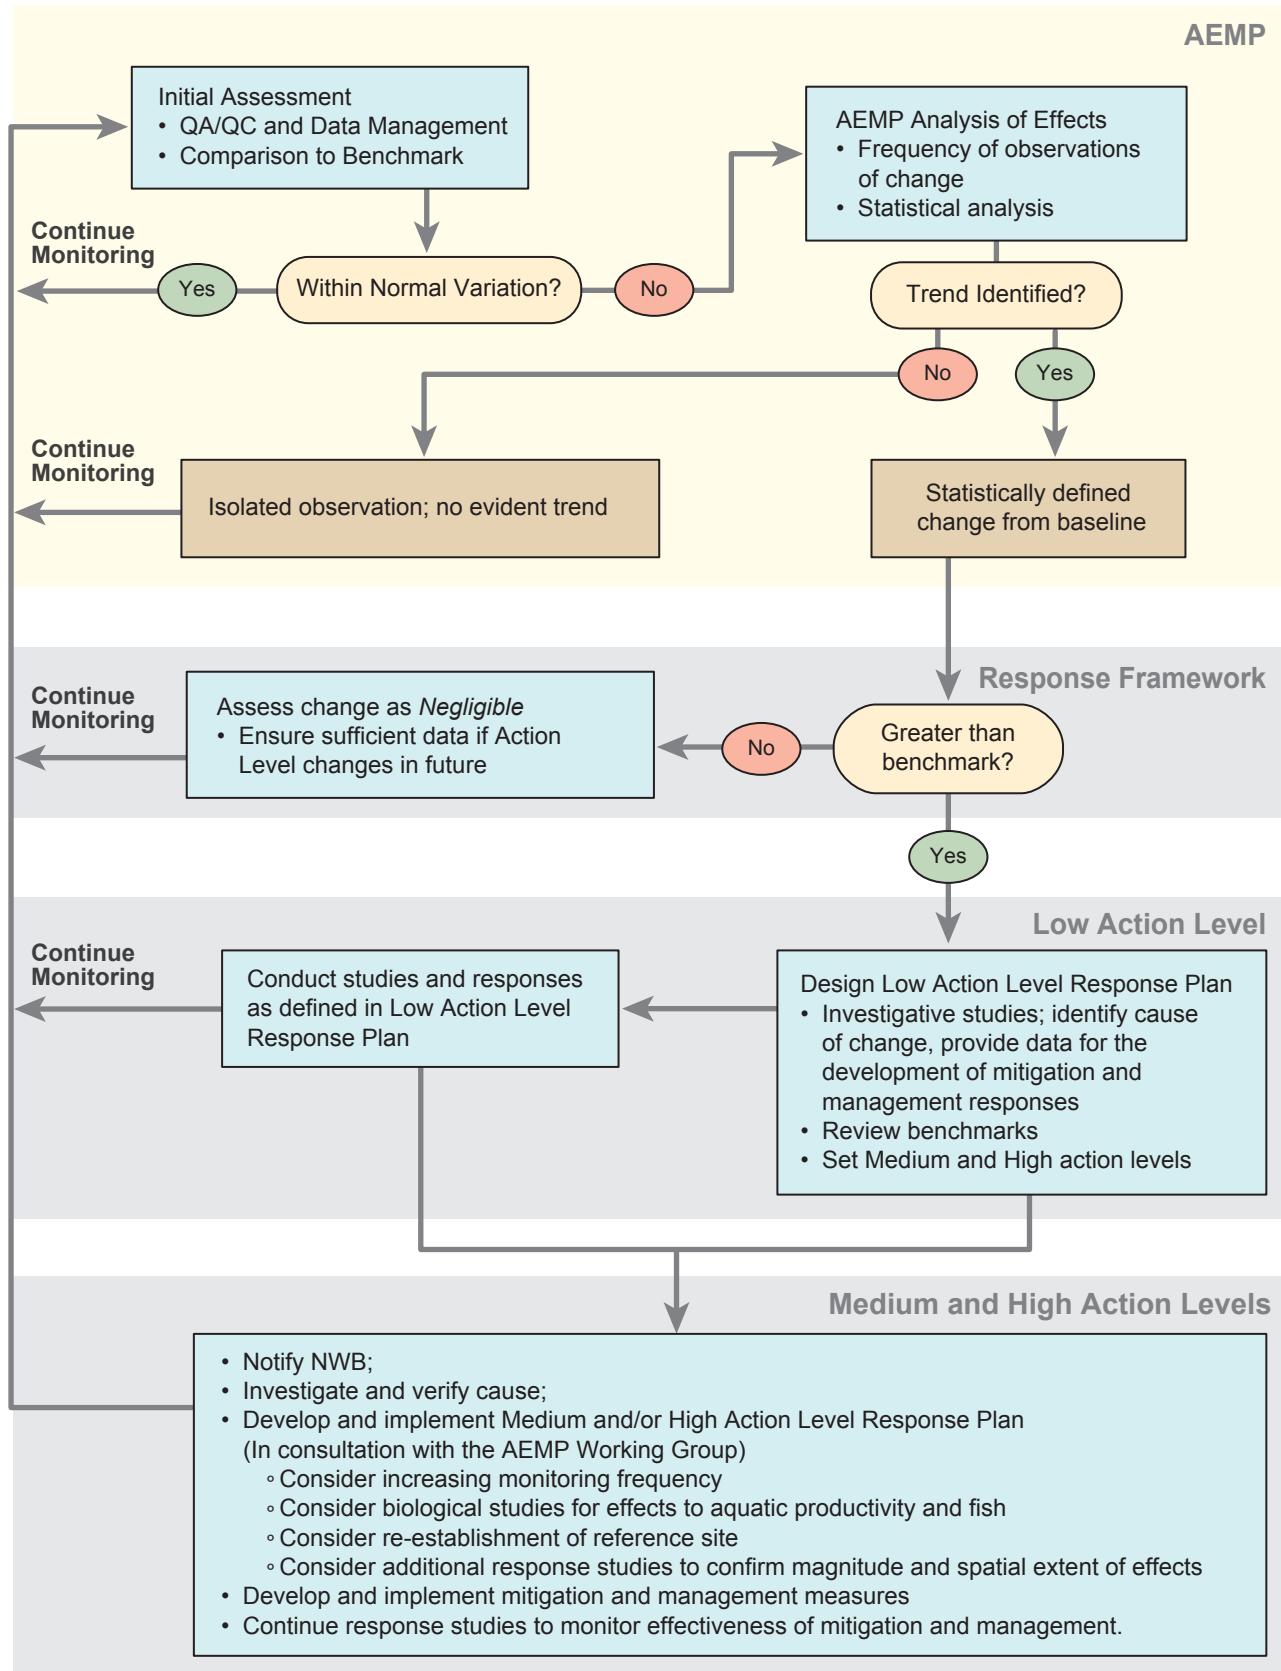 AEMP
Initial Assessment
• QA/QC and Data Management
• Comparison to Benchmark
AEMP Analysis of Effects
• Frequency of observations
of change
• Statistical analysis
Continue
Monitoring
Yes
Within Normal Variation?
No
Trend Identified?
No
Yes
Continue
Monitoring
Isolated observation; no evident trend
Statistically defined
change from baseline
Response Framework
Continue
Monitoring
Assess change as Negligible
• Ensure sufficient data if Action
Level changes in future
No
Greater than
benchmark?
Yes
Low Action Level
Continue
Monitoring
Conduct studies and responses
as defined in Low Action Level
Response Plan
Design Low Action Level Response Plan
• Investigative studies; identify cause
of change, provide data for the
development of mitigation and
management responses
• Review benchmarks
• Set Medium and High action levels
Medium and High Action Levels
• Notify NWB;
• Investigate and verify cause;
• Develop and implement Medium and/or High Action Level Response Plan
(In consultation with the AEMP Working Group)
◦ Consider increasing monitoring frequency
◦ Consider biological studies for effects to aquatic productivity and fish
◦ Consider re-establishment of reference site
◦ Consider additional response studies to confirm magnitude and spatial extent of effects
• Develop and implement mitigation and management measures
• Continue response studies to monitor effectiveness of mitigation and management.